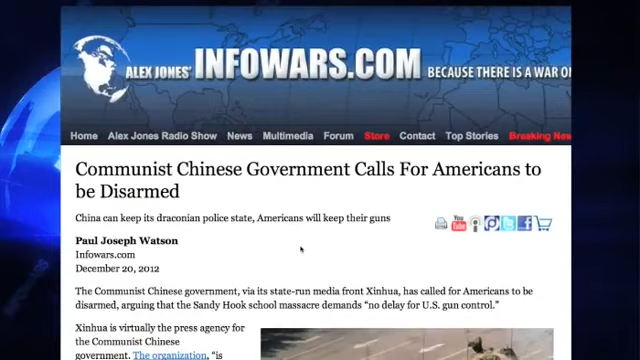 ALEX JONES' INFOWARS.COM BECAUSE THERE IS A WAR
Home Alex Jones Radio Show News Multimedia Forum Store Contact Top Stories Breaking
Communist Chinese Government Calls For Americans to
be Disarmed
China can keep its draconian police state, Americans will keep their guns
Paul Joseph Watson
Infowars.com
December 20, 2012
The Communist Chinese government, via its state-run media front Xinhua, has called for Americans to be
disarmed, arguing that the Sandy Hook school massacre demands "no delay for U.S. gun control."
Xinhua is virtually the press agency for
the Communist Chinese
government. The organization, "is